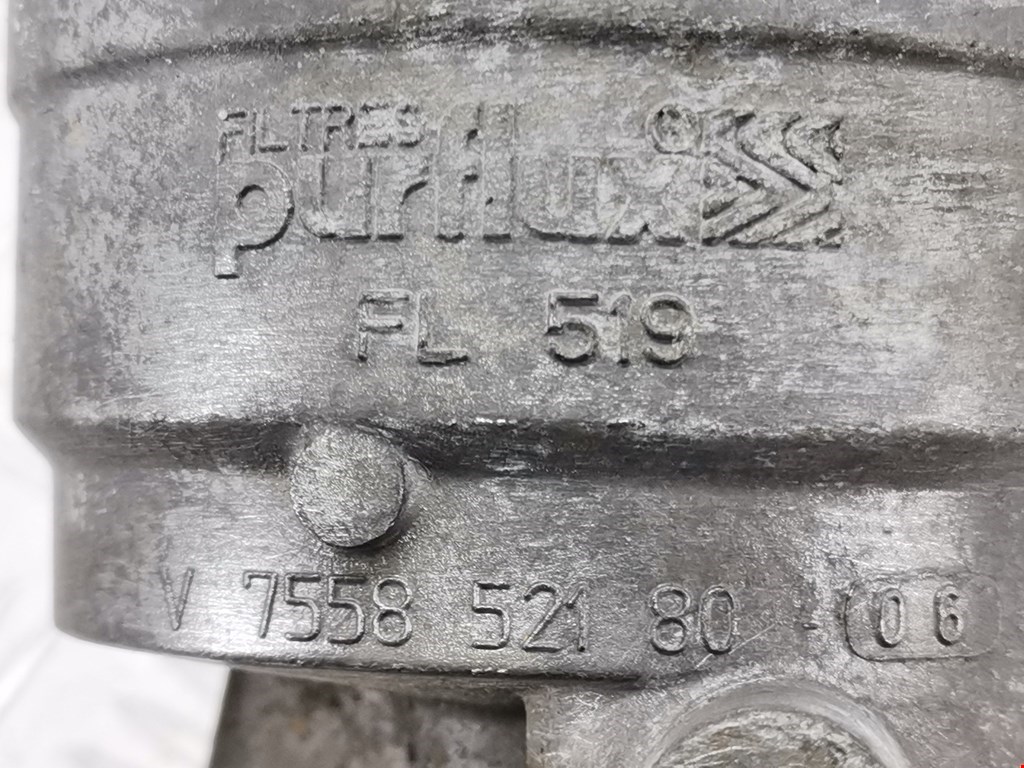 FILTRES
purflux ®
FL 519
V 7558 521 80 06